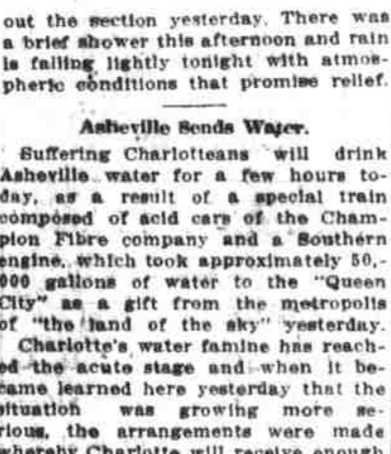 out the section yesterday. There was
a brief shower this afternoon and rain
is falling lightly tonight with atmos-
pheric conditions that promise relief.
Asheville Sends Water.
Suffering Charlotteans will drink
Asheville water for a few hours to-
day, as a result of a special train
composed of acid cars of the Cham-
pion Fibre company and a Southern
engine, which took approximately 50,-
000 gallons of water to the "Queen
City" as a gift from the metropolis
of "the land of the sky" yesterday.
Charlotte's water famine has reach-
ed the acute stage and when it be-
came learned here yesterday that the
situation was growing more se-
rious, the arrangements were made
whereby Charlotte will receive enough